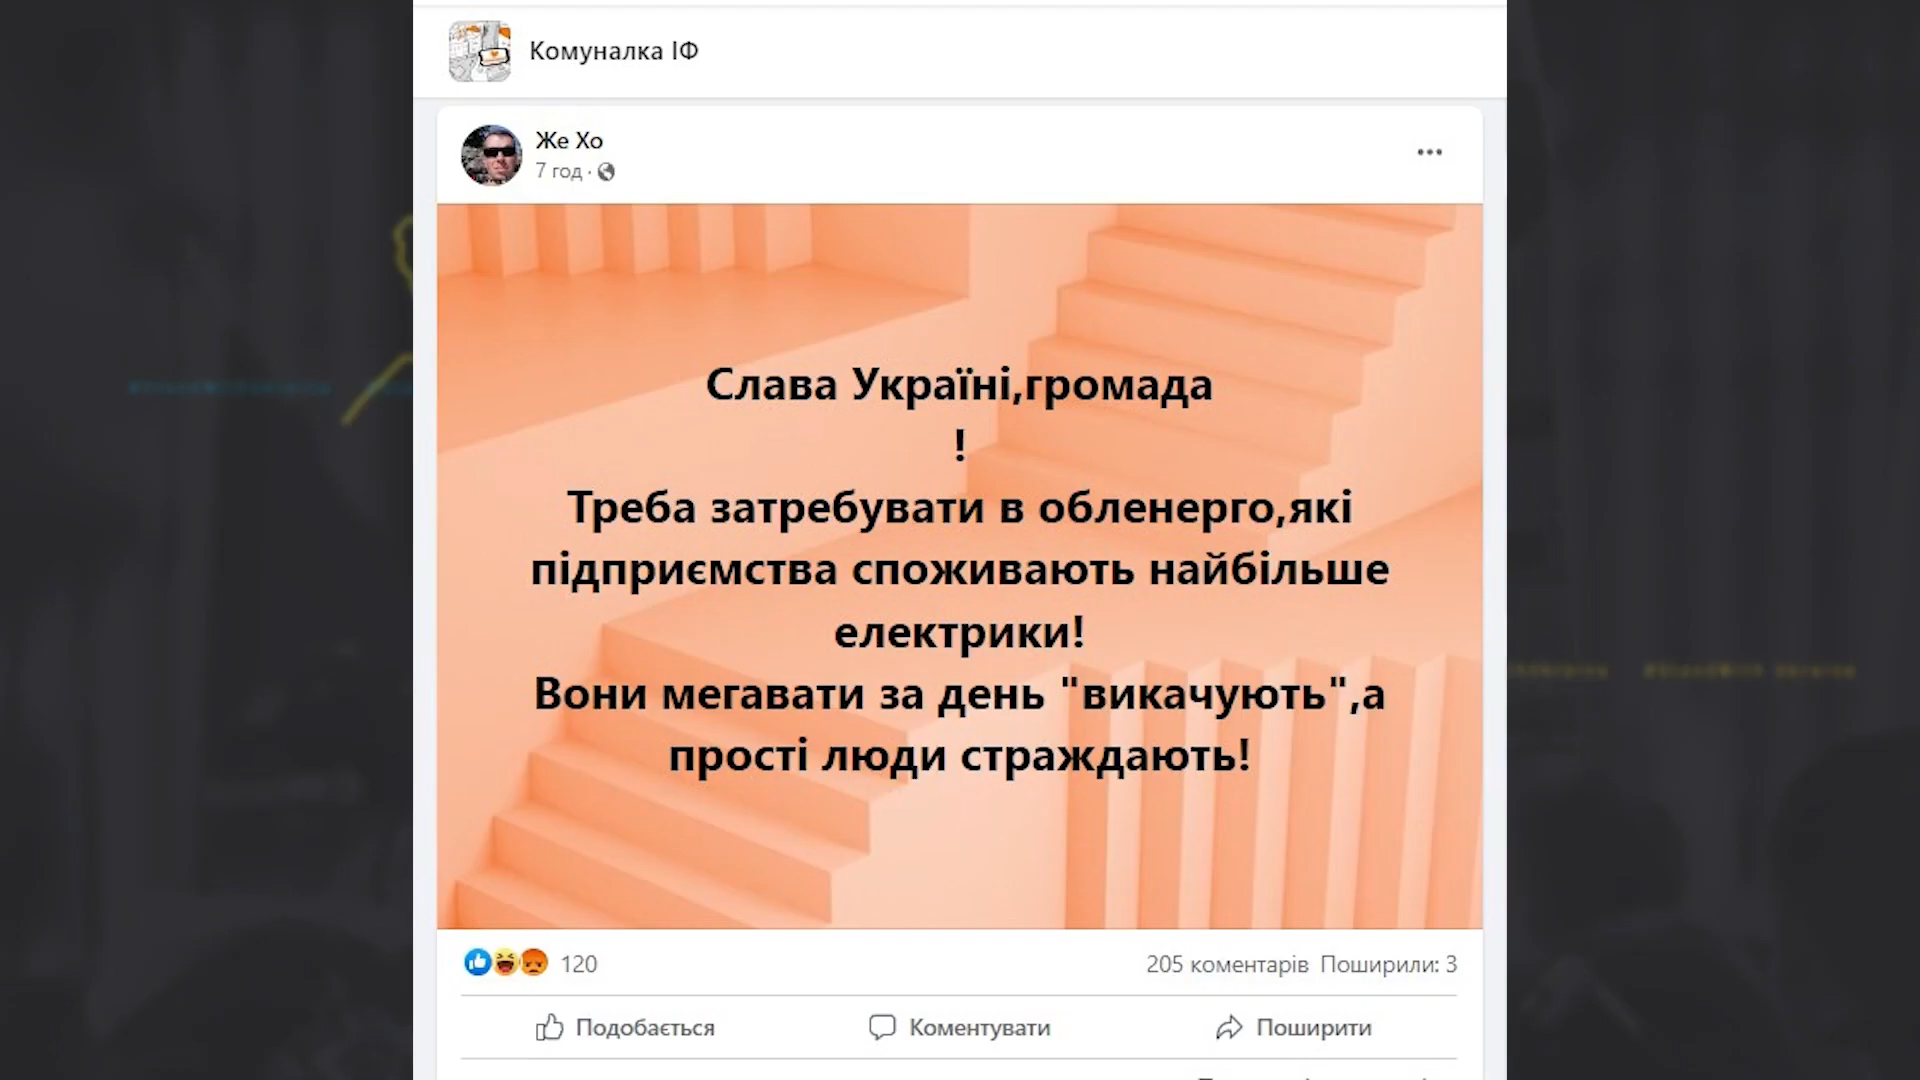 Комуналка ІФ
Же Хо
7 год ·
Слава Україні,громада
!
Треба затребувати в обленерго,які
підприємства споживають найбільше
електрики!
Вони мегавати за день "викачують",а
прості люди страждають!
120
205 коментарів Поширили: 3
Подобається
Коментувати
Поширити